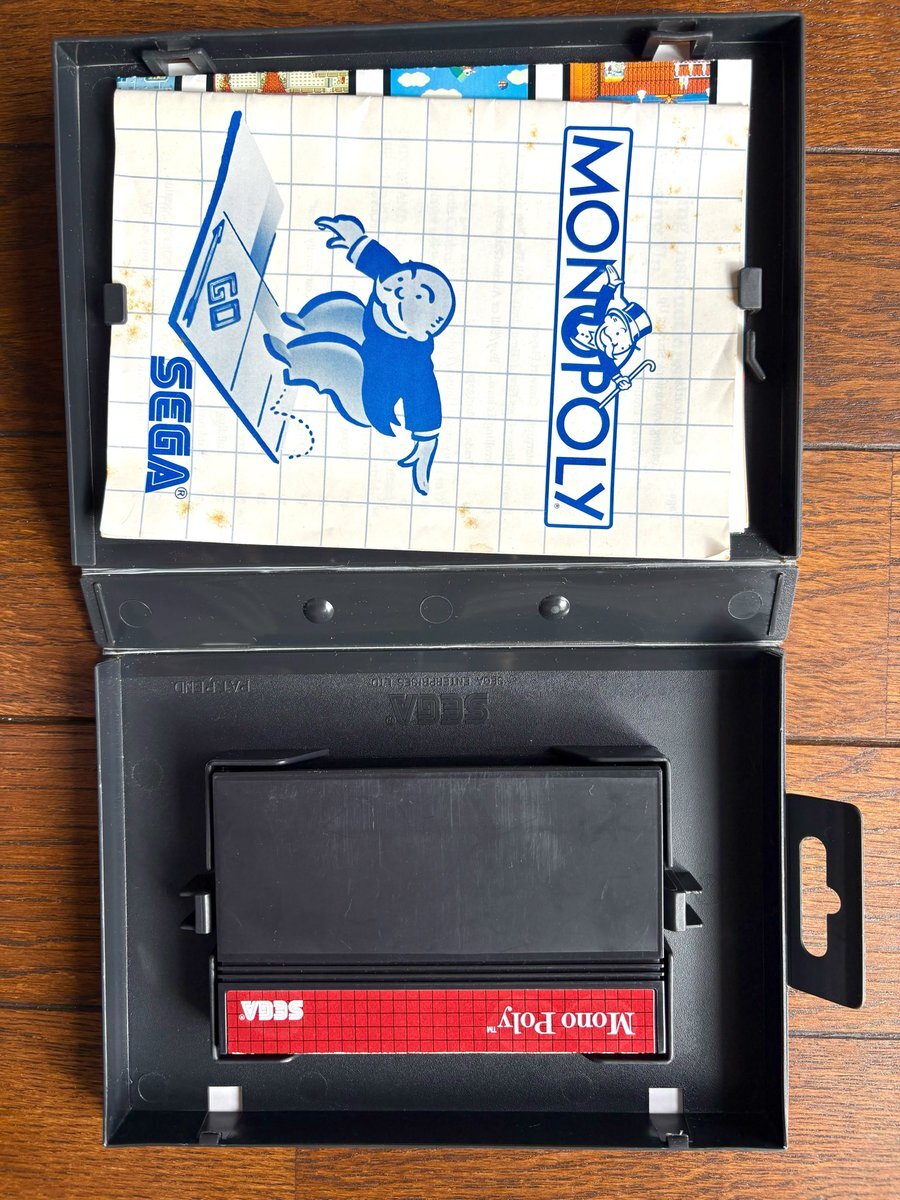 MONOPOLY®
GO
SEGA®
PAT.PEND.
SEGA ENTERPRISES LTD.
SEGA®
Mono Poly™
SEGA®